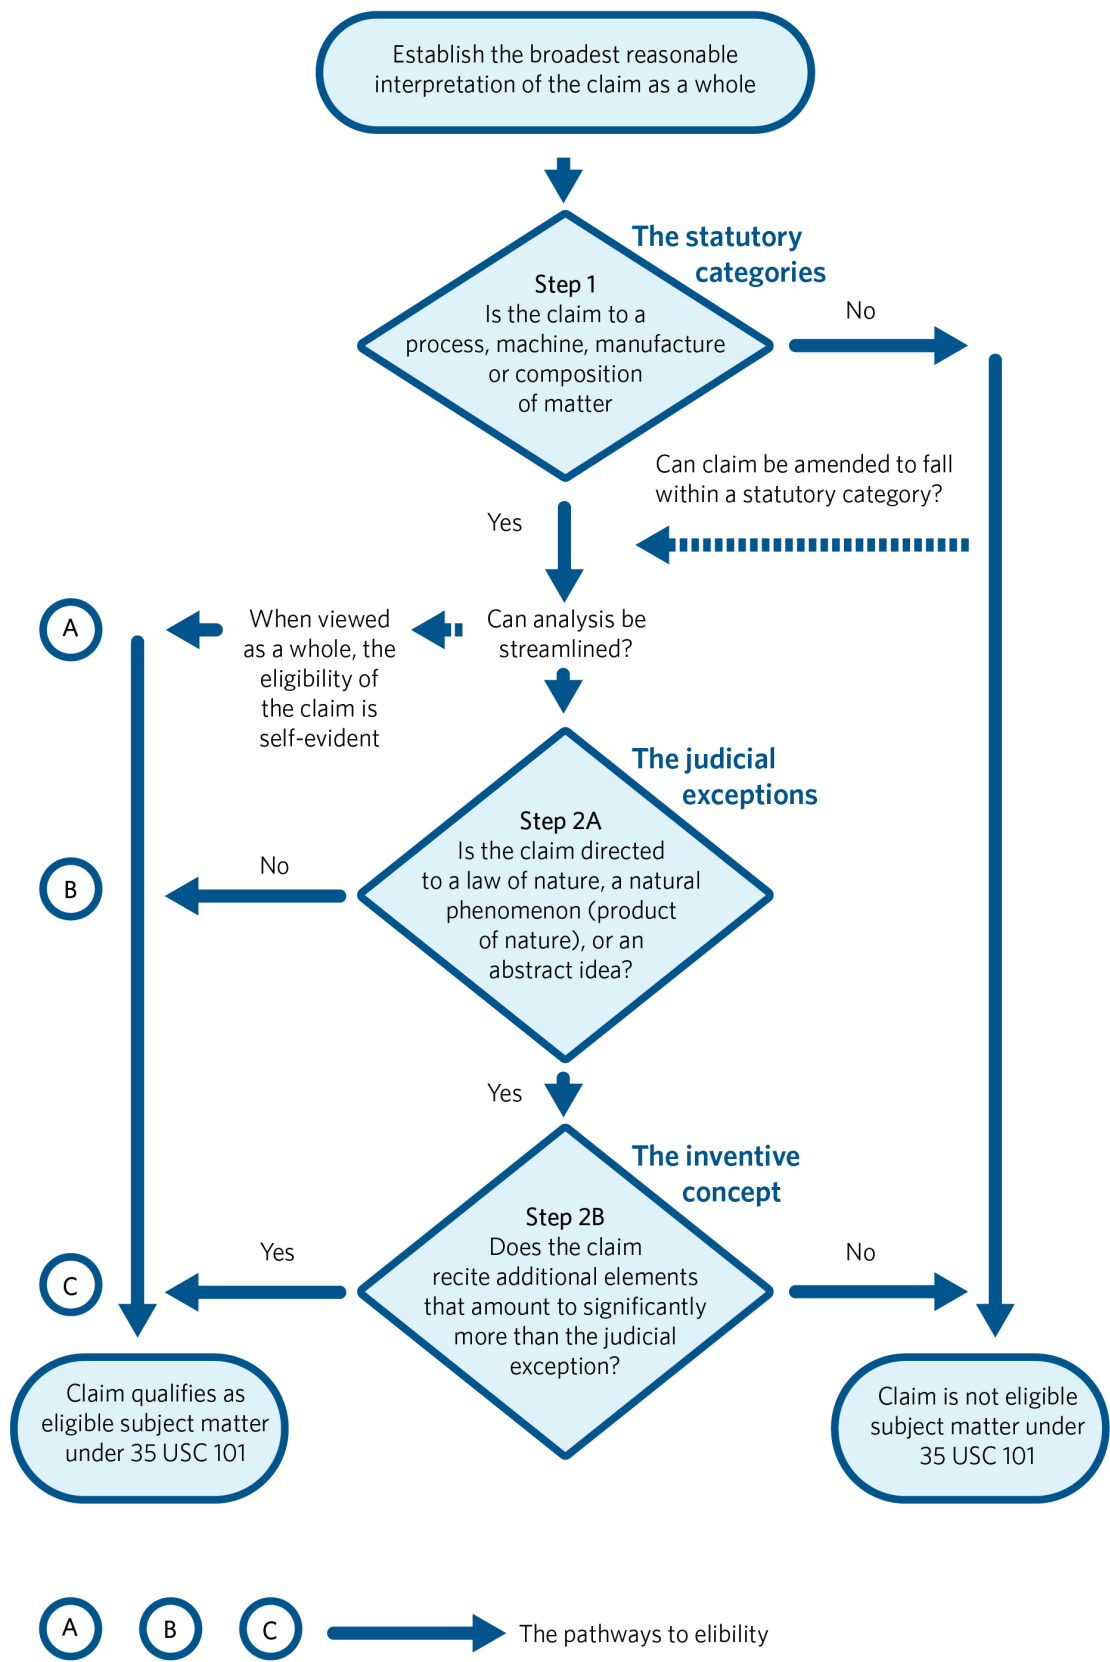 Establish the broadest reasonable
interpretation of the claim as a whole
The statutory
categories
Step 1
Is the claim to a
process, machine, manufacture
or composition
of matter
No
Can claim be amended to fall
within a statutory category?
Yes
Can analysis be
streamlined?
When viewed
as a whole, the
eligibility of
the claim is
self-evident
A
The judicial
exceptions
Step 2A
Is the claim directed
to a law of nature, a natural
phenomenon (product
of nature), or an
abstract idea?
No
B
Yes
The inventive
concept
Step 2B
Does the claim
recite additional elements
that amount to significantly
more than the judicial
exception?
Yes
No
C
Claim qualifies as
eligible subject matter
under 35 USC 101
Claim is not eligible
subject matter under
35 USC 101
A B C The pathways to elibility